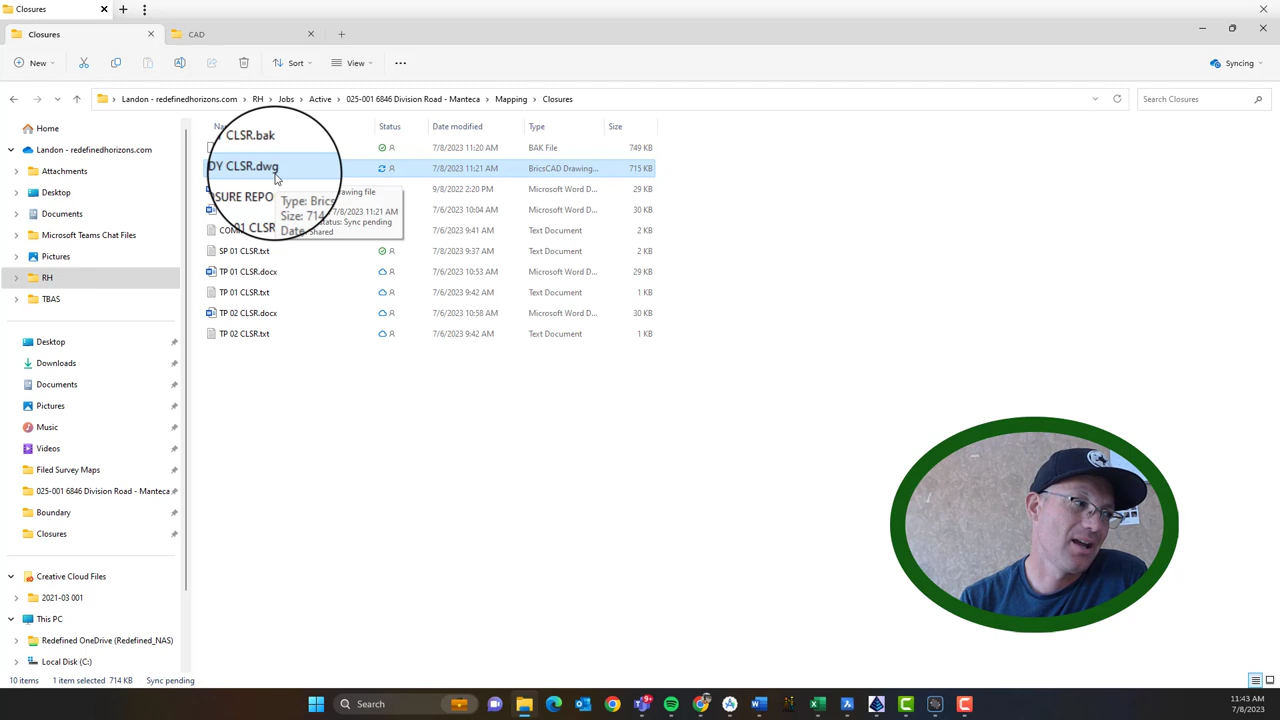 Closures
Closures
CAD
New
Sort
View
Syncing
Landon - redefinedhorizons.com
RH
Jobs
Active
025-001 6846 Division Road - Manteca
Mapping
Closures
Search Closures
Home
Landon - redefinedhorizons.com
Attachments
Desktop
Documents
Microsoft Teams Chat Files
Pictures
RH
TBAS
Desktop
Downloads
Documents
Pictures
Music
Videos
Filed Survey Maps
025-001 6846 Division Road - Manteca
Boundary
Closures
Creative Cloud Files
2021-03 001
This PC
Redefined OneDrive (Redefined_NAS)
Local Disk (C:)
Status Date modified Type Size
CLSR.bak 7/8/2023 11:20 AM BAK File 749 KB
DY CLSR.dwg 7/8/2023 11:21 AM BricsCAD Drawing... 715 KB
OSURE REPO 9/8/2022 2:20 PM Microsoft Word D...
7/6/2023 10:04 AM Microsoft Word D... 30 KB
01 CLSR 7/6/2023 9:41 AM Text Document 2 KB
SP 01 CLSR.txt 7/8/2023 9:37 AM Text Document 2 KB
TP 01 CLSR.docx 7/6/2023 10:53 AM Microsoft Word D... 29 KB
TP 01 CLSR.txt 7/6/2023 9:42 AM Text Document 1 KB
TP 02 CLSR.docx 7/6/2023 10:58 AM Microsoft Word D... 30 KB
TP 02 CLSR.txt 7/6/2023 9:42 AM Text Document 1 KB
Type: Brics
rawing file
Size: 714
7/8/2023 11:21 AM
Date
Status: Sync pending
Shared
10 items 1 item selected 714 KB Sync pending
Search
9+
11:43 AM
7/8/2023